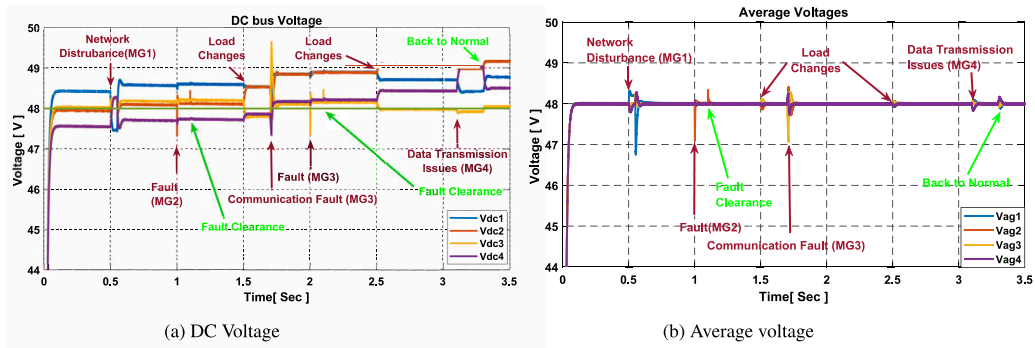 DC bus Voltage
50
49
48
47
46
45
44
Voltage [ V ]
0
0.5
1
1.5
2
2.5
3
3.5
Time[ Sec ]
Network
Distrubance(MG1)
Load
Changes
Load
Changes
Back to Normal
Fault
(MG2)
Fault (MG3)
Communication Fault (MG3)
Fault Clearance
Data Transmission
Issues (MG4)
Fault Clearance
Vdc1
Vdc2
Vdc3
Vdc4
(a) DC Voltage
Average Voltages
50
49
48
47
46
45
44
Voltage [ V ]
0
0.5
1
1.5
2
2.5
3
3.5
Time[ Sec ]
Network
Disturbance (MG1)
Load
Changes
Data Transmission
Issues (MG4)
Fault
Clearance
Fault(MG2)
Communication Fault (MG3)
Back to Normal
Vag1
Vag2
Vag3
Vag4
(b) Average voltage